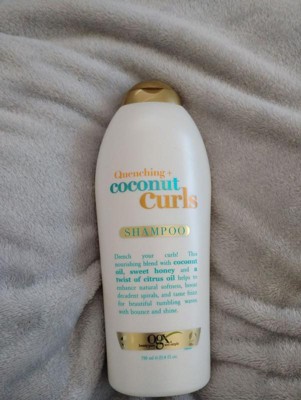 Quenching +
coconut
Curls
SHAMPOO
Drench your curls! This
nourishing blend with coconut
oil, sweet honey and a
twist of citrus oil helps to
enhance natural softness, boost
decadent spirals, and tame frizz
for beautiful tumbling waves
with bounce and shine.
ogx